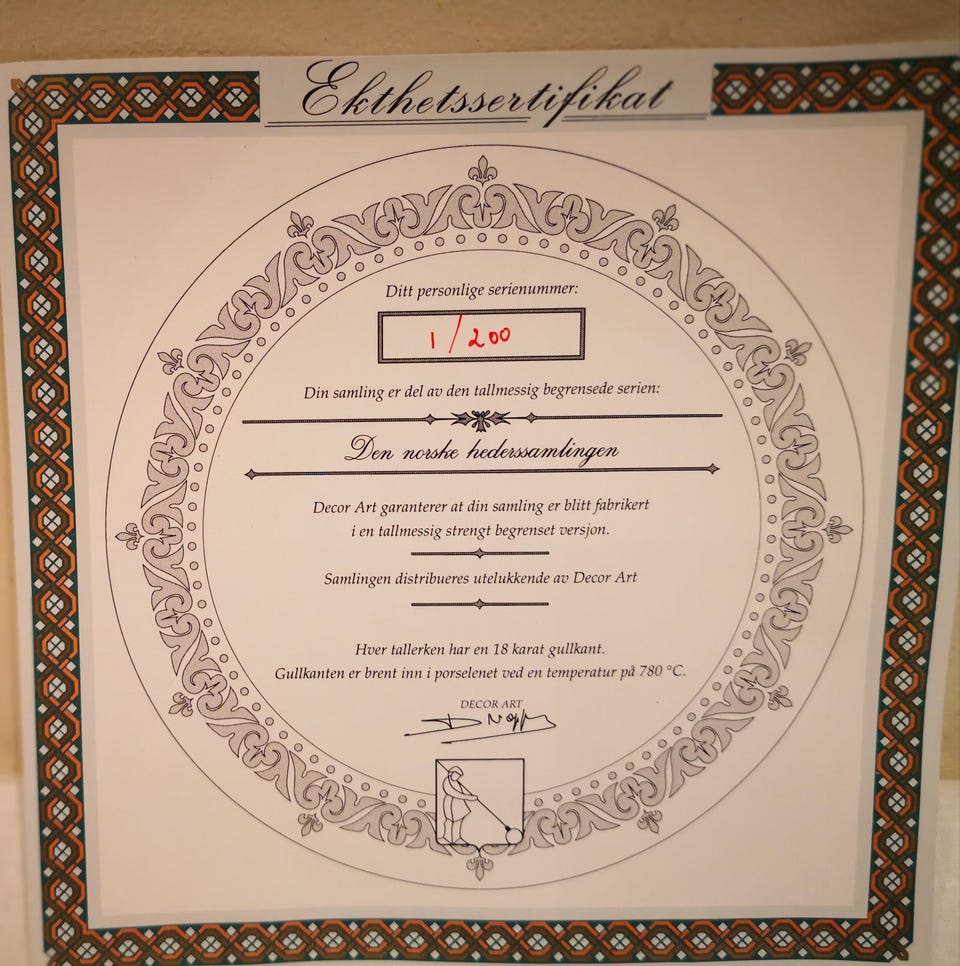 Ekthetssertifikat
Ditt personlige serienummer:
1/200
Din samling er del av den tallmessig begrensede serien:
Den norske hederssamlingen
Decor Art garanterer at din samling er blitt fabrikert
i en tallmessig strengt begrenset versjon.
Samlingen distribueres utelukkende av Decor Art
Hver tallerken har en 18 karat gullkant.
Gullkanten er brent inn i porselenet ved en temperatur på 780 °C.
DECOR ART